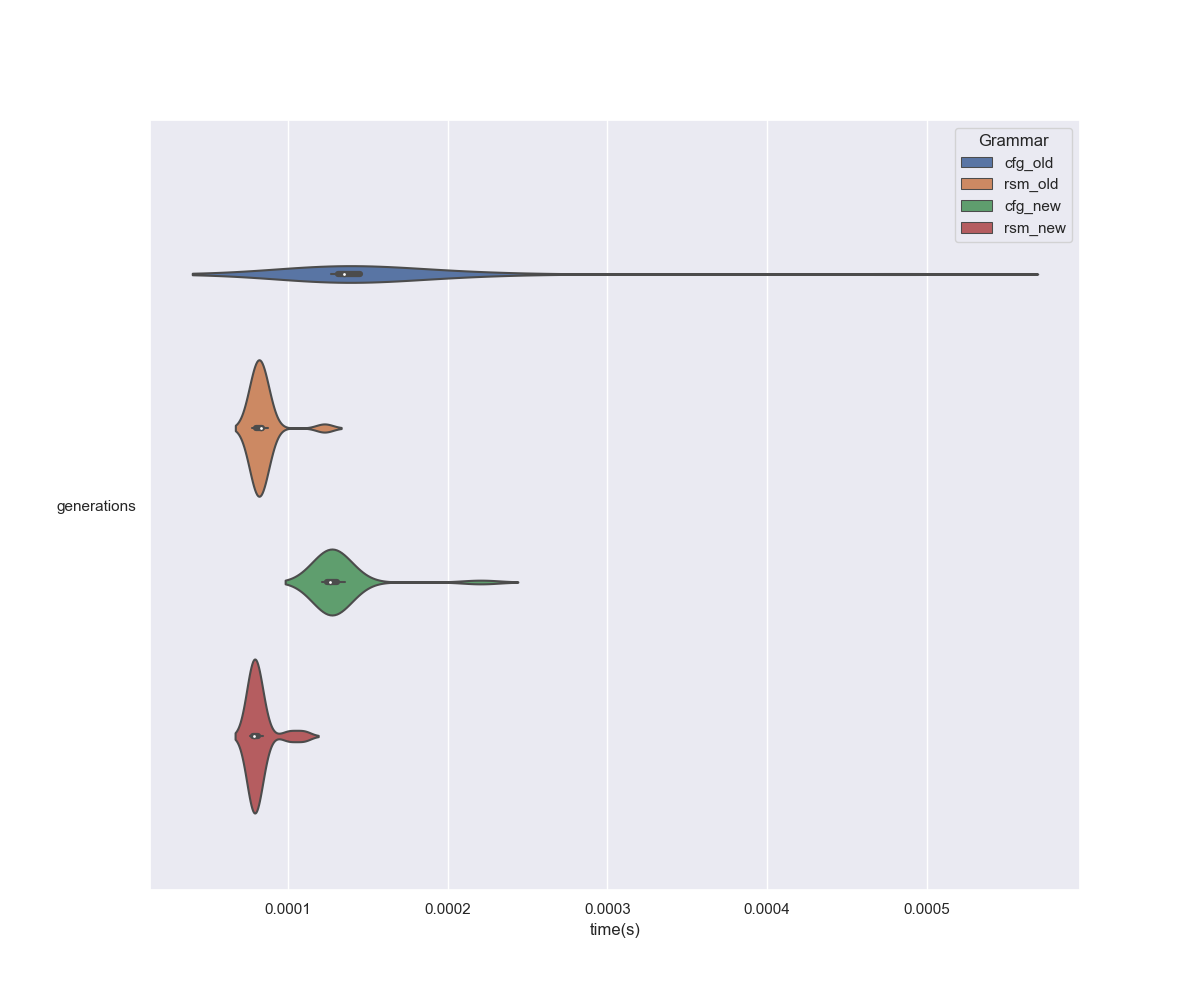 Grammar
cfg_old
rsm_old
cfg_new
rsm_new
generations
0.0001 0.0002 0.0003 0.0004 0.0005
time(s)